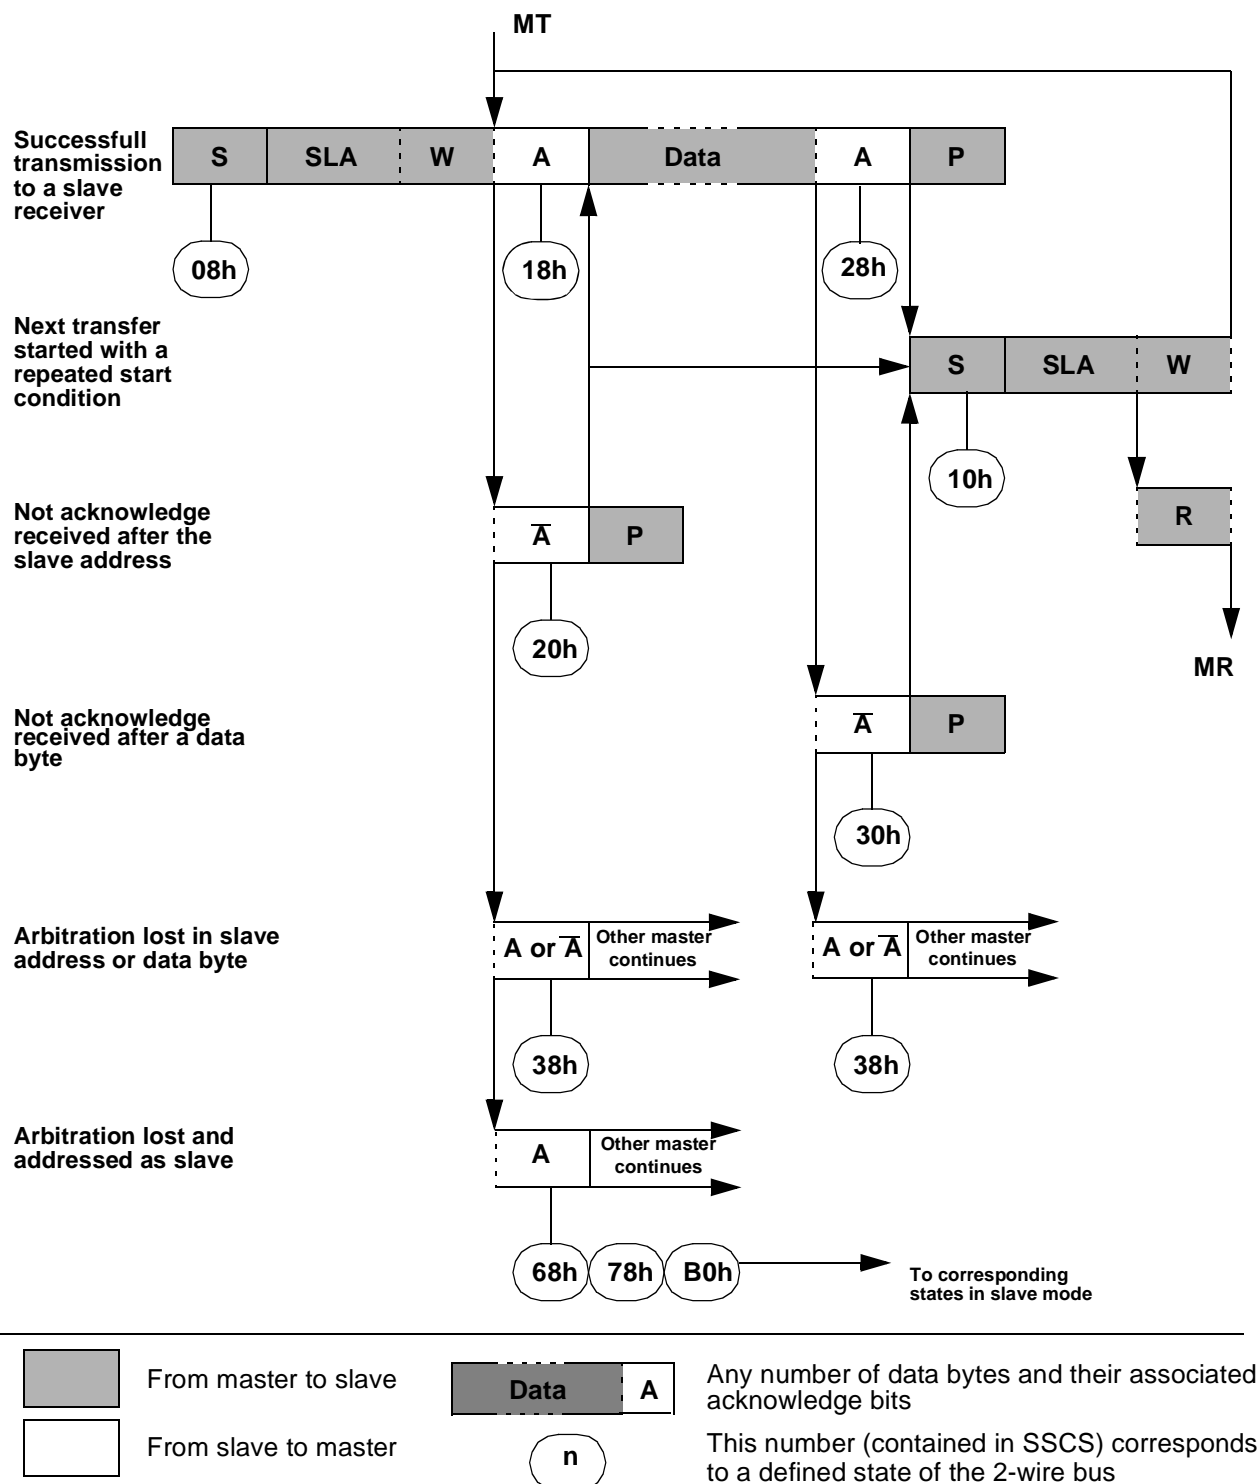 MT
Successfull
transmission
to a slave
receiver
S SLA W A Data A P
08h 18h 28h
Next transfer
started with a
repeated start
condition
S SLA W
10h
Not acknowledge
received after the
slave address
A̅ P
R
20h
MR
Not acknowledge
received after a data
byte
A̅ P
30h
Arbitration lost in slave
address or data byte
A or A̅ Other master
continues
A or A̅ Other master
continues
38h 38h
Arbitration lost and
addressed as slave
A Other master
continues
68h 78h B0h
To corresponding
states in slave mode
From master to slave
Data A
Any number of data bytes and their associated
acknowledge bits
From slave to master
n
This number (contained in SSCS) corresponds
to a defined state of the 2-wire bus